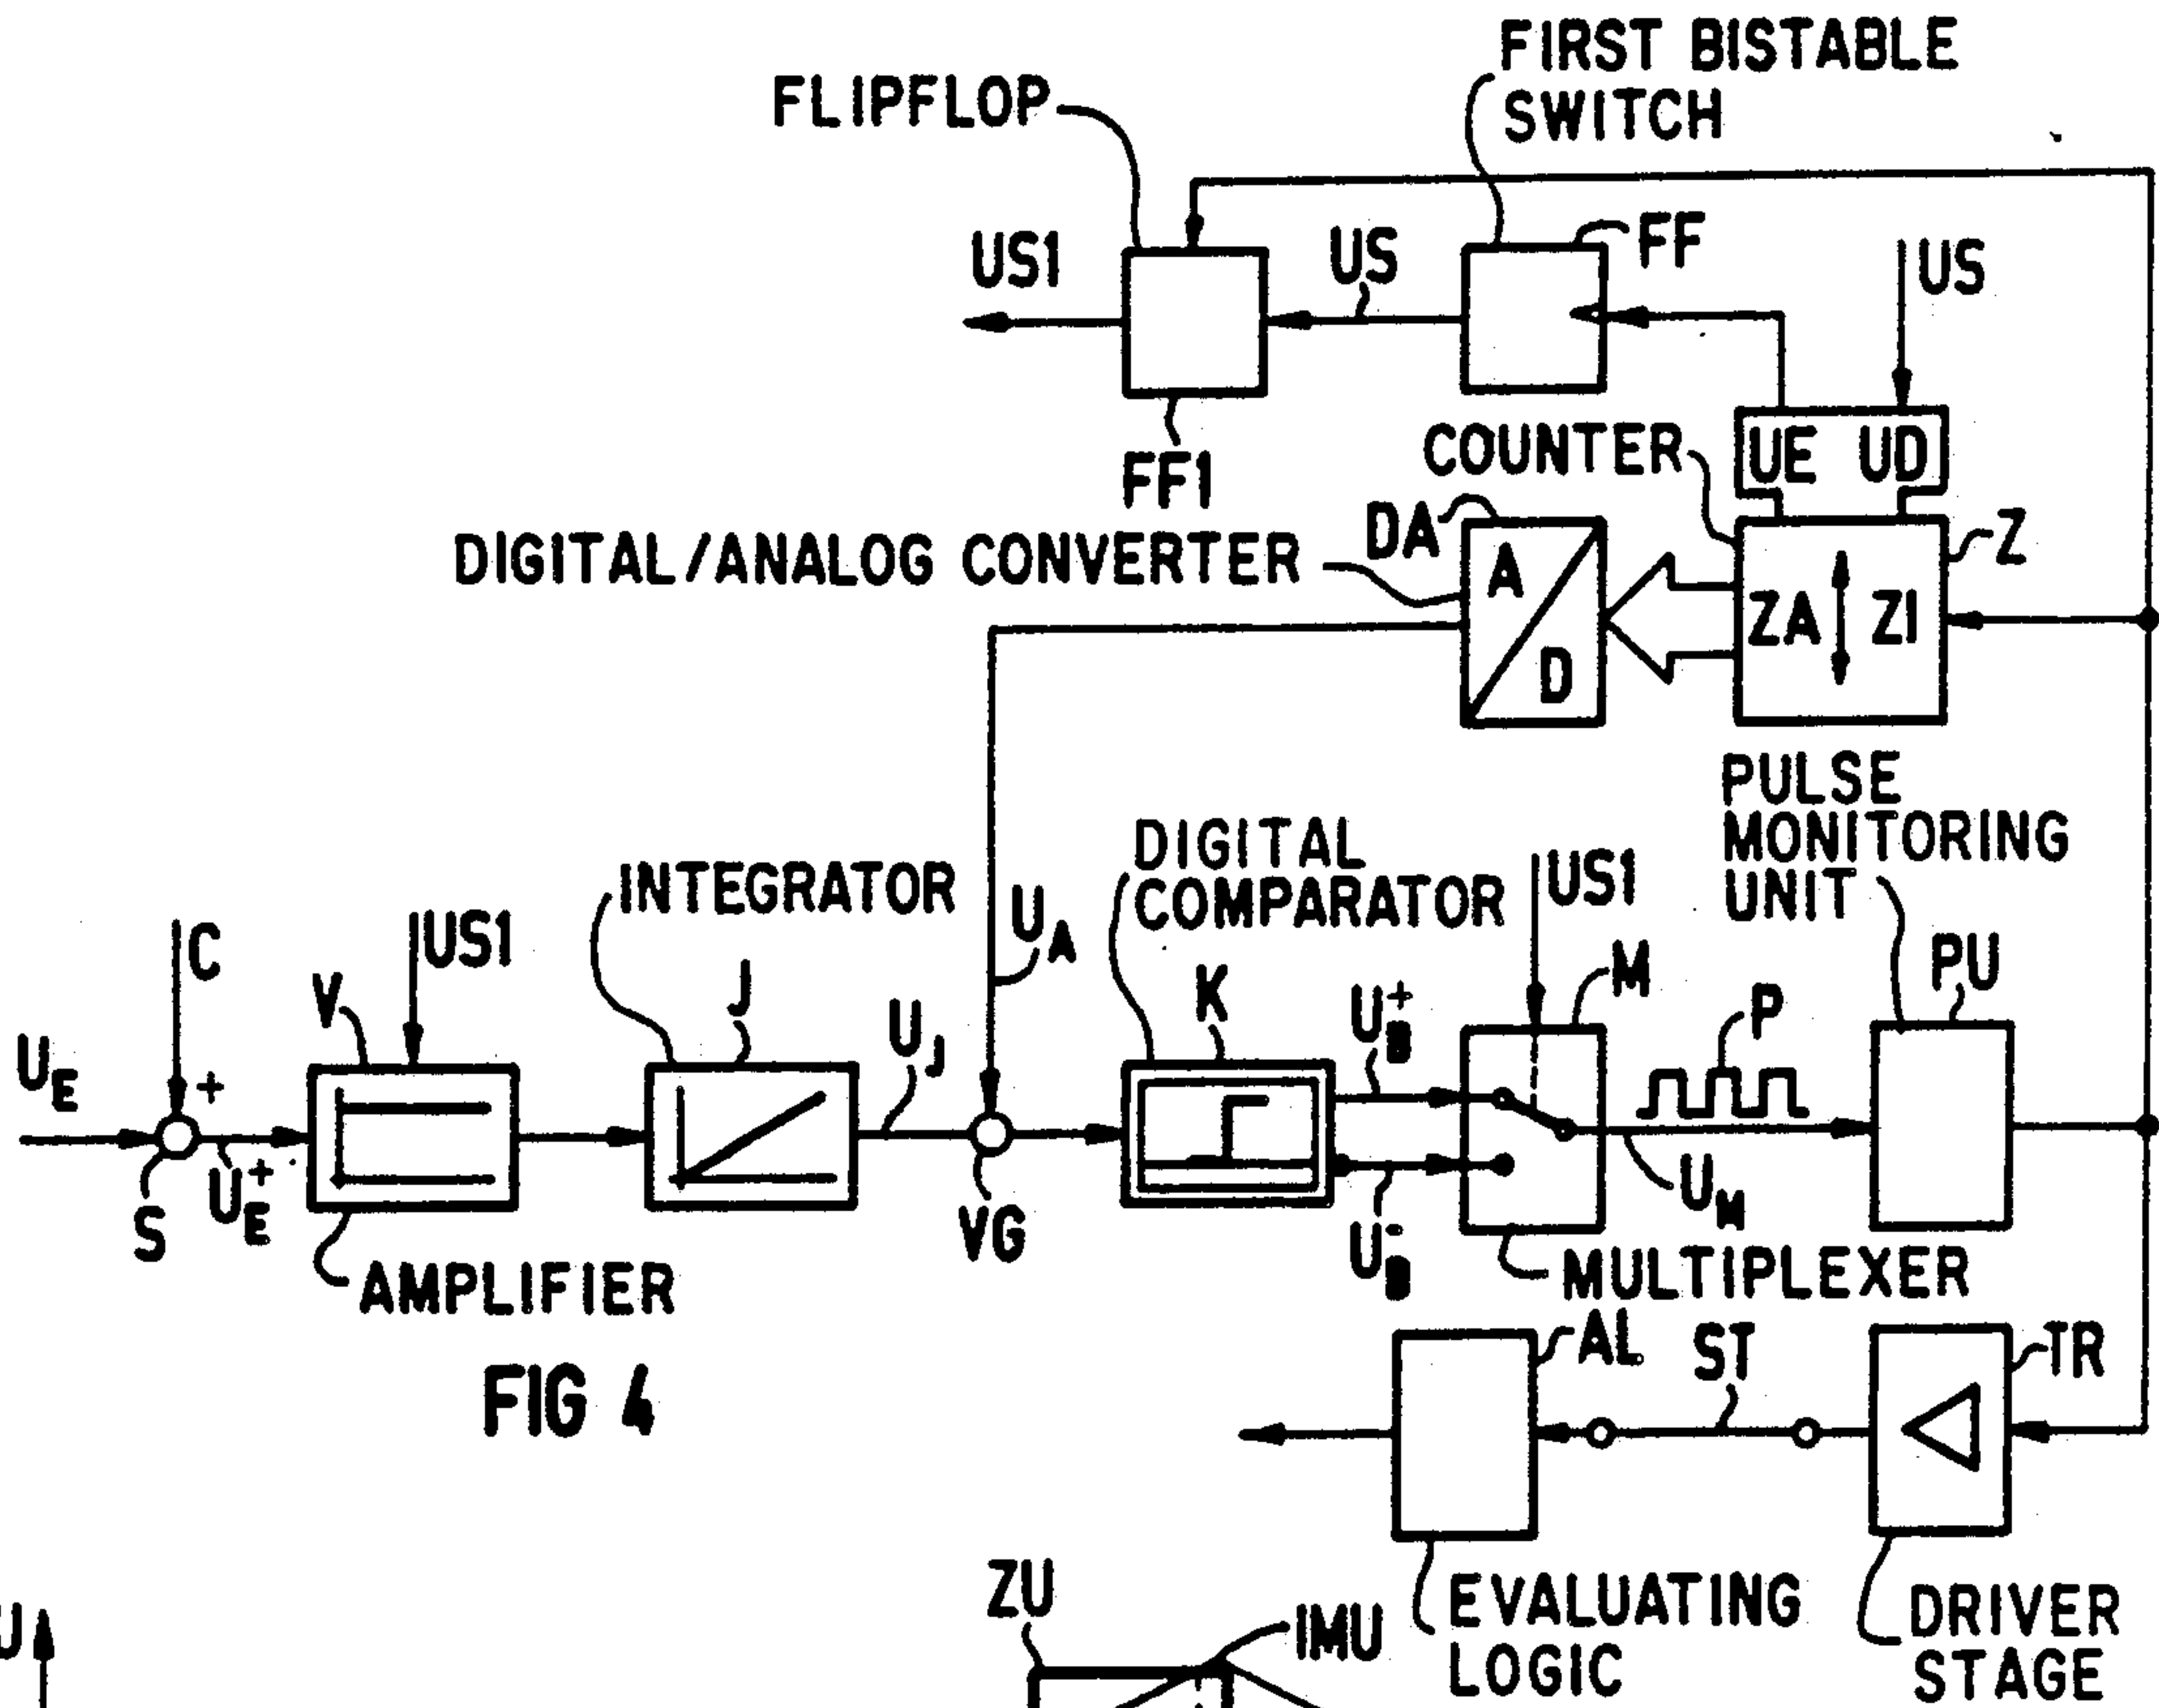 FIRST BISTABLE
SWITCH
FLIPFLOP
US1
US
FF
US
FF1
COUNTER
UE UD
DIGITAL/ANALOG CONVERTER
DA
A
D
ZA
ZI
Z
PULSE
MONITORING
UNIT
DIGITAL
COMPARATOR
INTEGRATOR
C
US1
V
J
UJ
UA
K
US1
M
P
PU
UE
+
S
UE+
VG
UM
AMPLIFIER
MULTIPLEXER
AL
ST
TR
FIG 4
EVALUATING
LOGIC
DRIVER
STAGE
ZU
IMU
U